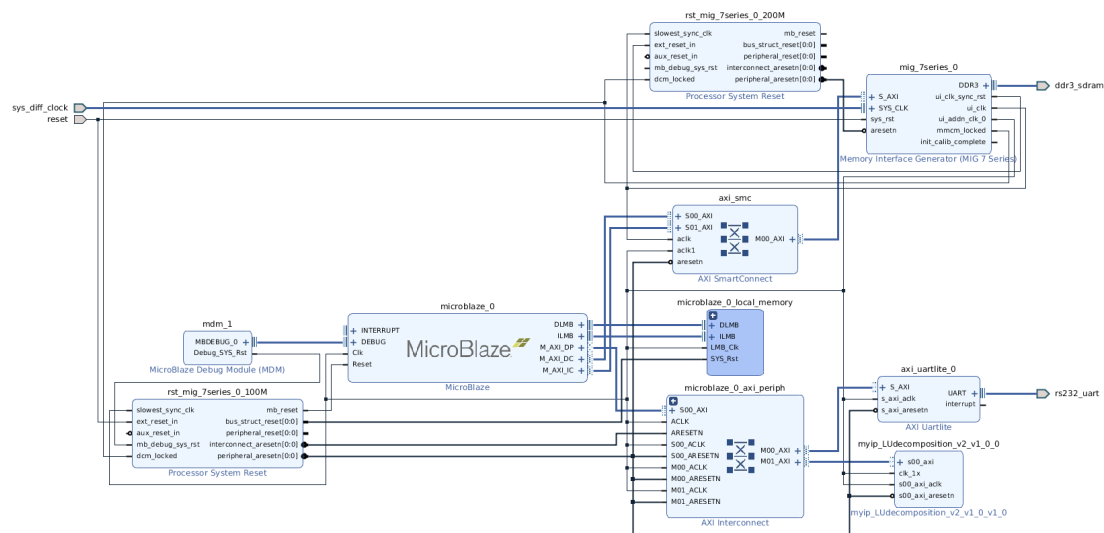 rst_mig_7series_0_200M
slowest_sync_clk
ext_reset_in
aux_reset_in
mb_debug_sys_rst
dcm_locked
mb_reset
bus_struct_reset[0:0]
peripheral_reset[0:0]
interconnect_aresetn[0:0]
peripheral_aresetn[0:0]
Processor System Reset
mig_7series_0
S_AXI
SYS_CLK
sys_rst
aresetn
DDR3
ui_clk_sync_rst
ui_clk
ui_addn_clk_0
mmcm_locked
init_calib_complete
Memory Interface Generator (MIG 7 Series)
ddr3_sdram
sys_diff_clock
reset
axi_smc
S00_AXI
S01_AXI
aclk
aclk1
aresetn
M00_AXI
AXI SmartConnect
microblaze_0
INTERRUPT
DEBUG
Clk
Reset
MicroBlaze
DLMB
ILMB
M_AXI_DP
M_AXI_DC
M_AXI_IC
MicroBlaze
microblaze_0_local_memory
DLMB
ILMB
LMB_Clk
SYS_Rst
mdm_1
MBDEBUG_0
Debug_SYS_Rst
MicroBlaze Debug Module (MDM)
rst_mig_7series_0_100M
slowest_sync_clk
ext_reset_in
aux_reset_in
mb_debug_sys_rst
dcm_locked
mb_reset
bus_struct_reset[0:0]
peripheral_reset[0:0]
interconnect_aresetn[0:0]
peripheral_aresetn[0:0]
Processor System Reset
microblaze_0_axi_periph
S00_AXI
ACLK
ARESETN
S00_ACLK
S00_ARESETN
M00_ACLK
M00_ARESETN
M01_ACLK
M01_ARESETN
M00_AXI
M01_AXI
AXI Interconnect
axi_uartlite_0
S_AXI
s_axi_aclk
s_axi_aresetn
UART
interrupt
AXI Uartlite
rs232_uart
myip_LUdecomposition_v2_v1_0_0
s00_axi
clk_1x
s00_axi_aclk
s00_axi_aresetn
myip_LUdecomposition_v2_v1_0_v1_0